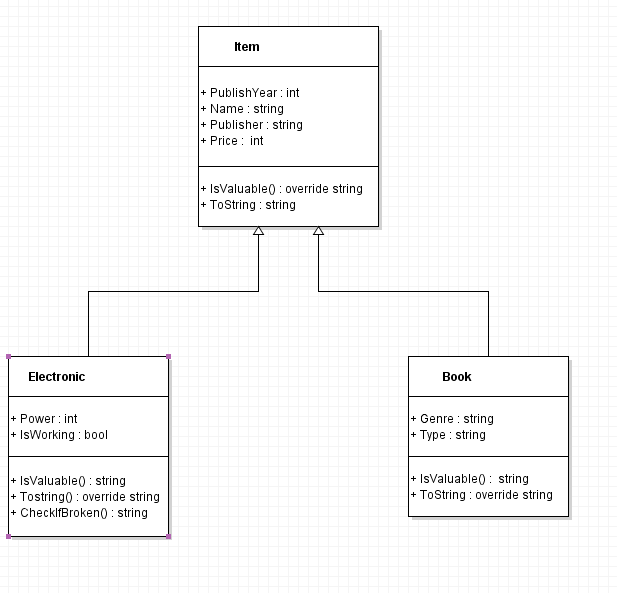 Item
+ PublishYear : int
+ Name : string
+ Publisher : string
+ Price :  int
+ IsValuable() : override string
+ ToString : string
Electronic
+ Power : int
+ IsWorking : bool
+ IsValuable() : string
+ Tostring() : override string
+ CheckIfBroken() : string
Book
+ Genre : string
+ Type : string
+ IsValuable() :  string
+ ToString : override string